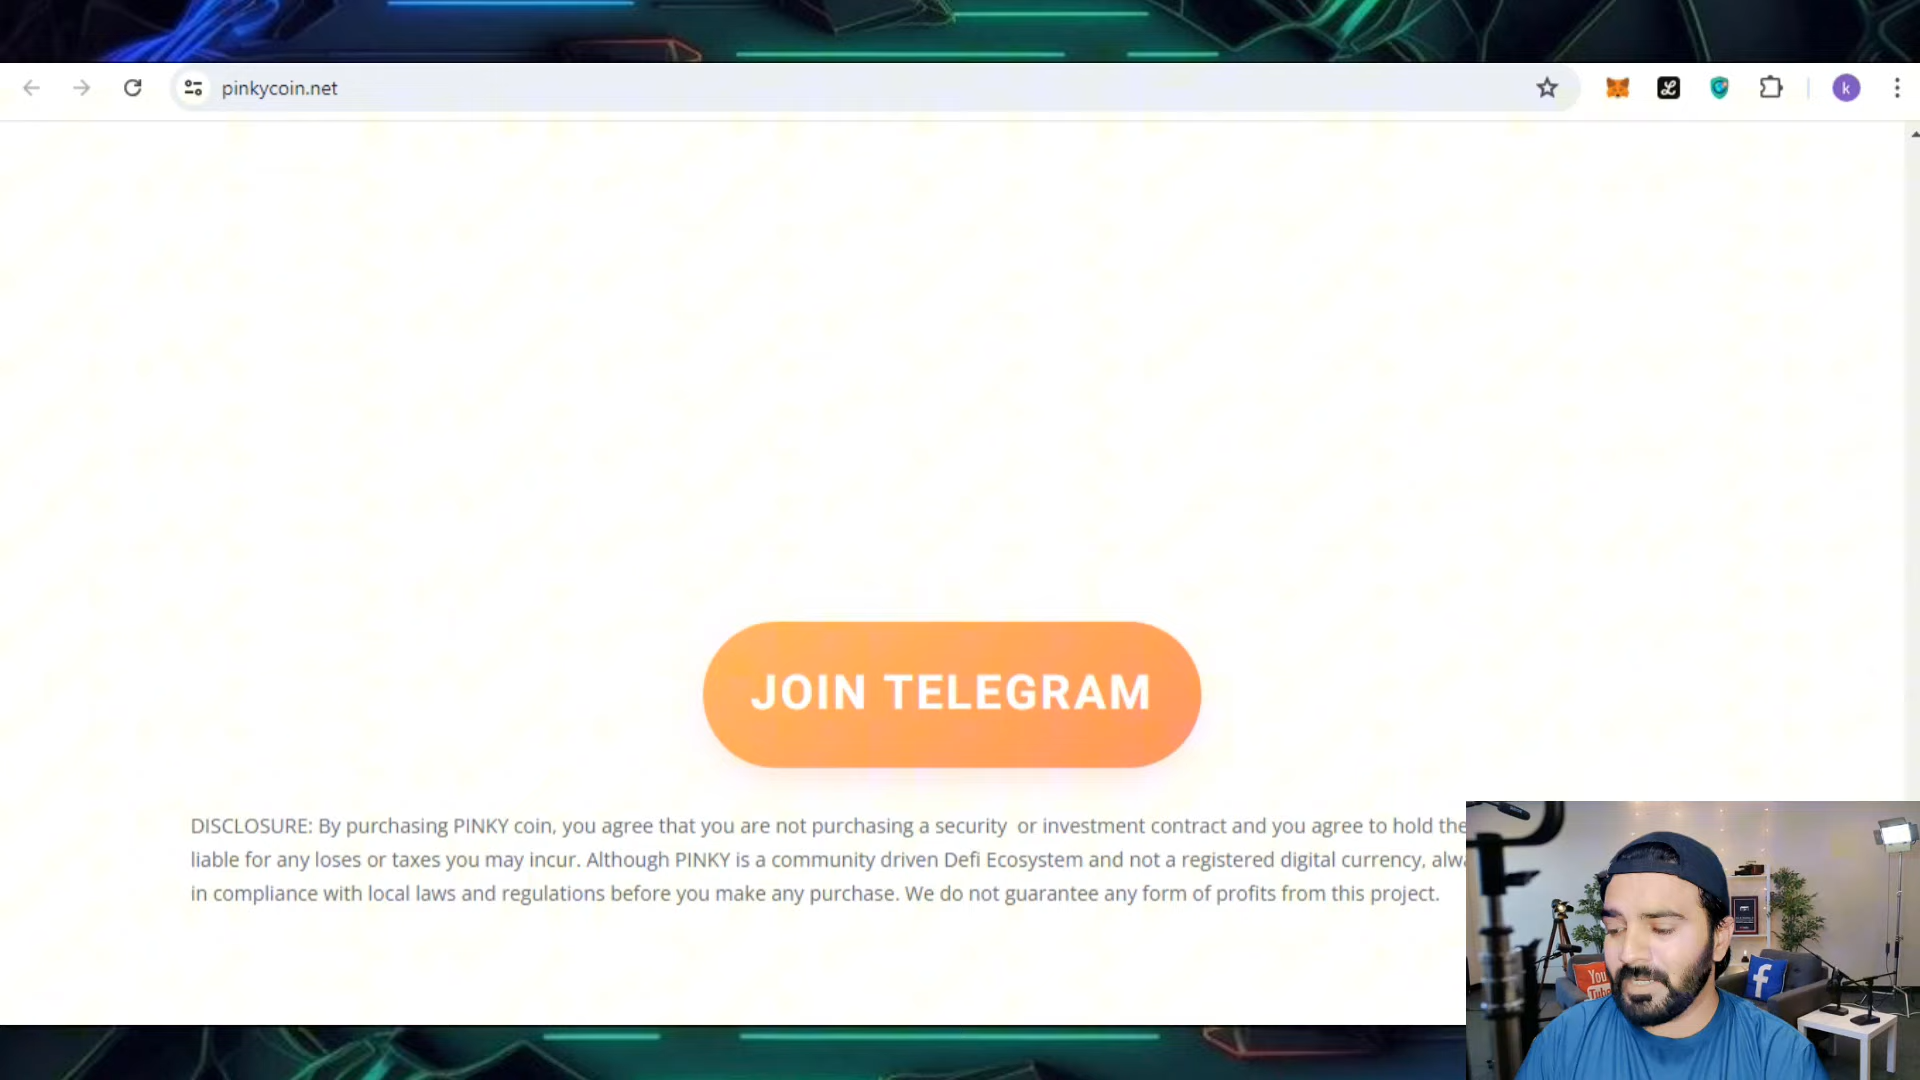 pinkycoin.net
k
JOIN TELEGRAM
DISCLOSURE: By purchasing PINKY coin, you agree that you are not purchasing a security or investment contract and you agree to hold the
liable for any loses or taxes you may incur. Although PINKY is a community driven Defi Ecosystem and not a registered digital currency,
in compliance with local laws and regulations before you make any purchase. We do not guarantee any form of profits from this project.
You
Tube
f